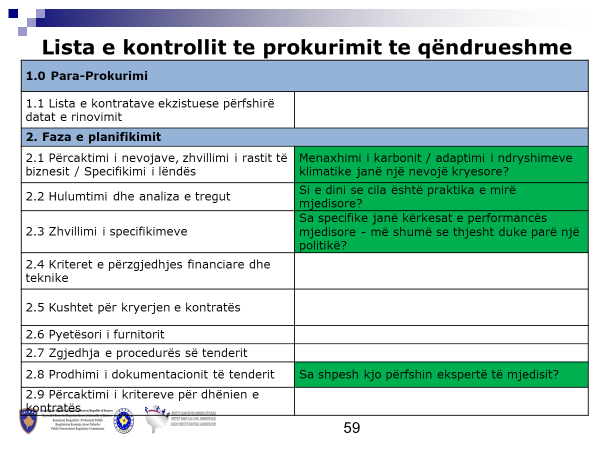 Lista e kontrollit te prokurimit te qëndrueshme
1.0 Para-Prokurimi
1.1 Lista e kontratave ekzistuese përfshirë
datat e rinovimit
2. Faza e planifikimit
2.1 Përcaktimi i nevojave, zhvillimi i rastit të
biznesit / Specifikimi i lëndës
Menaxhimi i karbonit / adaptimi i ndryshimeve
klimatike janë një nevojë kryesore?
2.2 Hulumtimi dhe analiza e tregut
Si e dini se cila është praktika e mirë
mjedisore?
2.3 Zhvillimi i specifikimeve
Sa specifike janë kërkesat e performancës
mjedisore - më shumë se thjesht duke parë një
politikë?
2.4 Kriteret e përzgjedhjes financiare dhe
teknike
2.5 Kushtet për kryerjen e kontratës
2.6 Pyetësori i furnitorit
2.7 Zgjedhja e procedurës së tenderit
2.8 Prodhimi i dokumentacionit të tenderit
Sa shpesh kjo përfshin ekspertë të mjedisit?
2.9 Përcaktimi i kritereve për dhënien e
kontratës
59